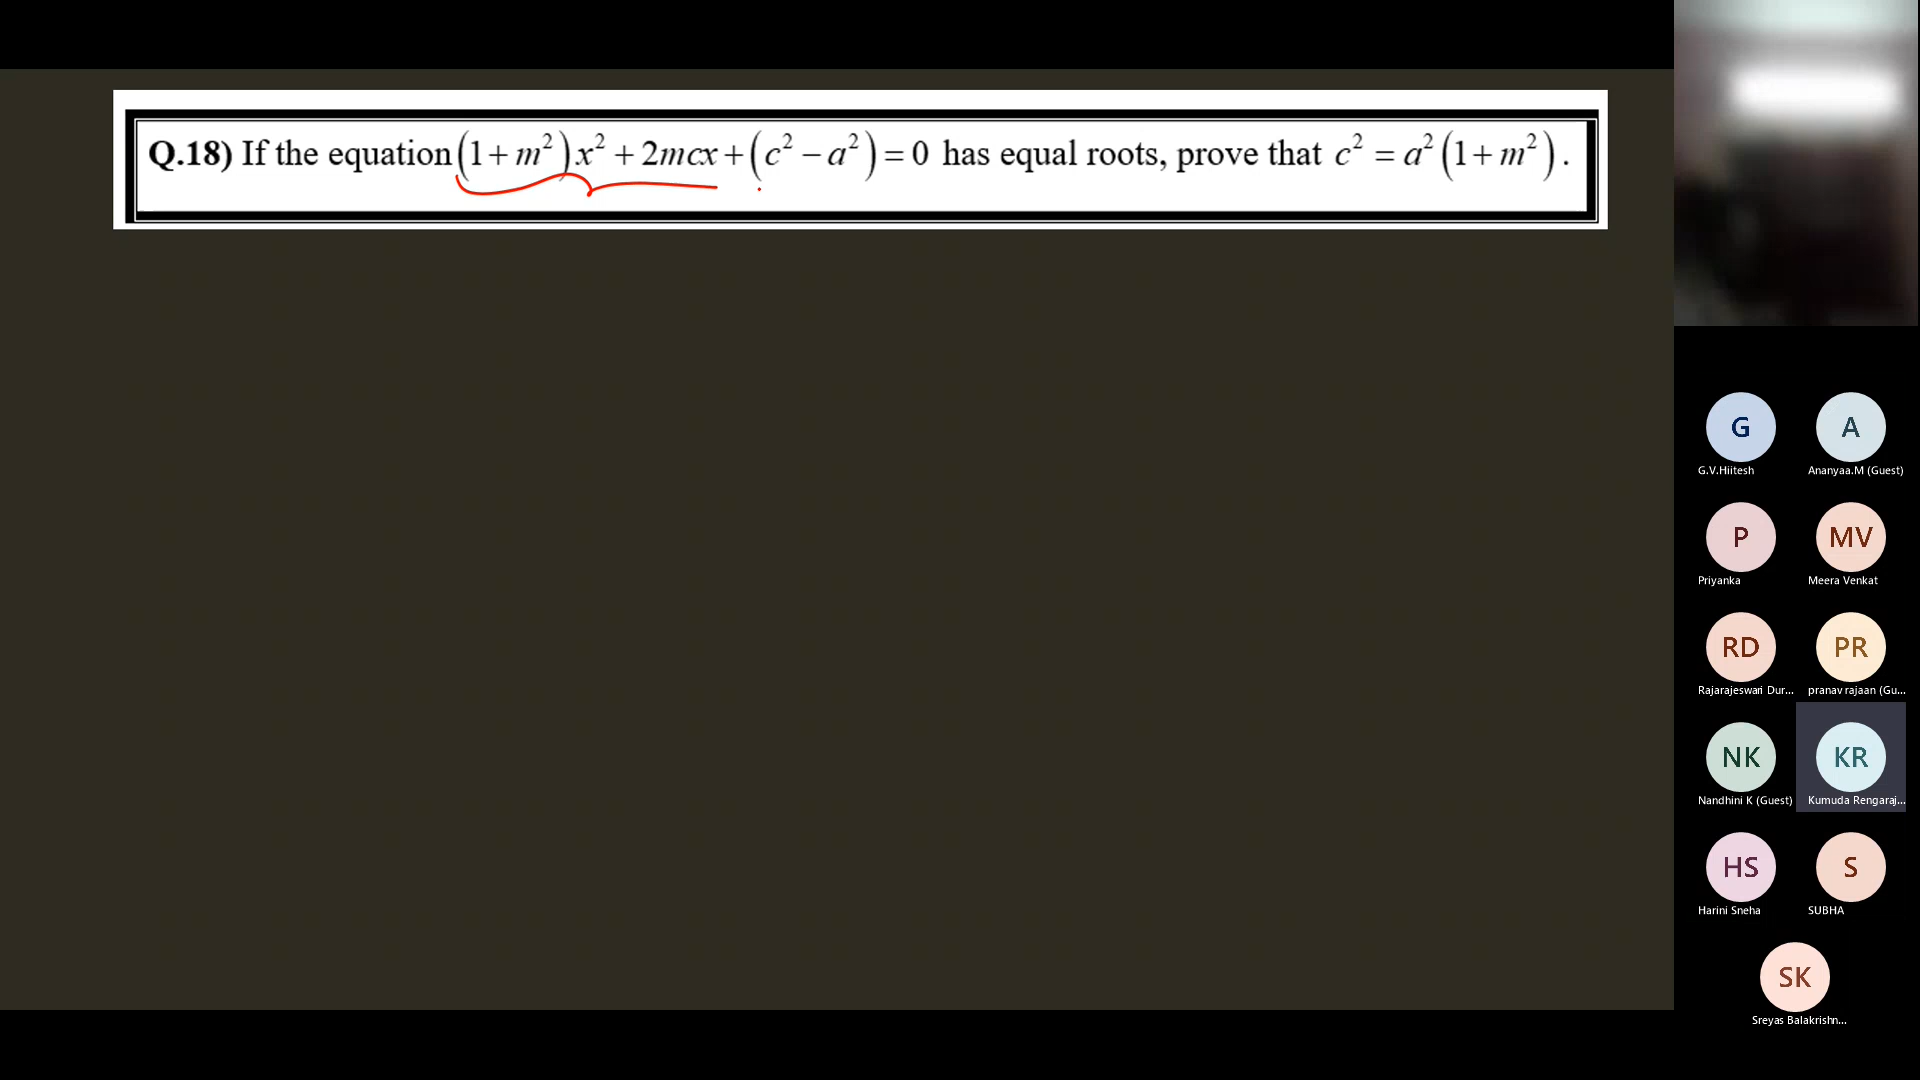 Q.18) If the equation (1+m²)x²+2mcx+(c²−a²)=0 has equal roots, prove that c²=a²(1+m²).
G
A
G.V.Hiitesh
Ananyaa.M (Guest)
P
MV
Priyanka
Meera Venkat
RD
PR
Rajarajeswari Dur...
pranav rajaan (Gu...
NK
KR
Nandhini K (Guest)
Kumuda Rengaraj...
HS
S
Harini Sneha
SUBHA
SK
Sreyas Balakrishn...